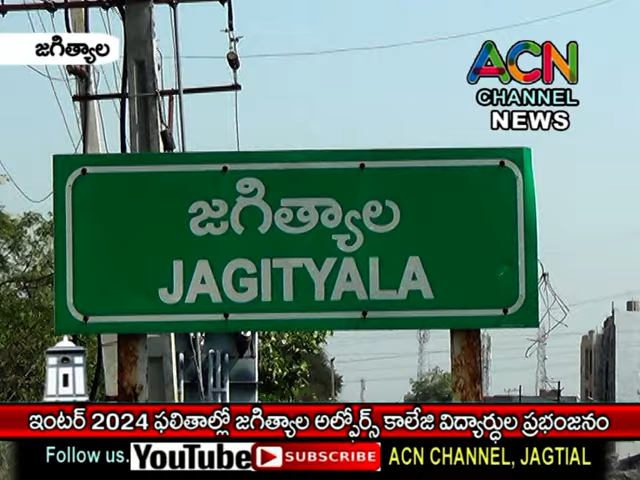 జగిత్యాల
ACN
CHANNEL
NEWS
జగిత్యాల
JAGITYALA
ఇంటర్ 2024 ఫలితాల్లో జగిత్యాల అల్ఫోర్స్ కాలేజి విద్యార్థుల ప్రభంజనం
Follow us. YouTube SUBSCRIBE ACN CHANNEL, JAGTIAL